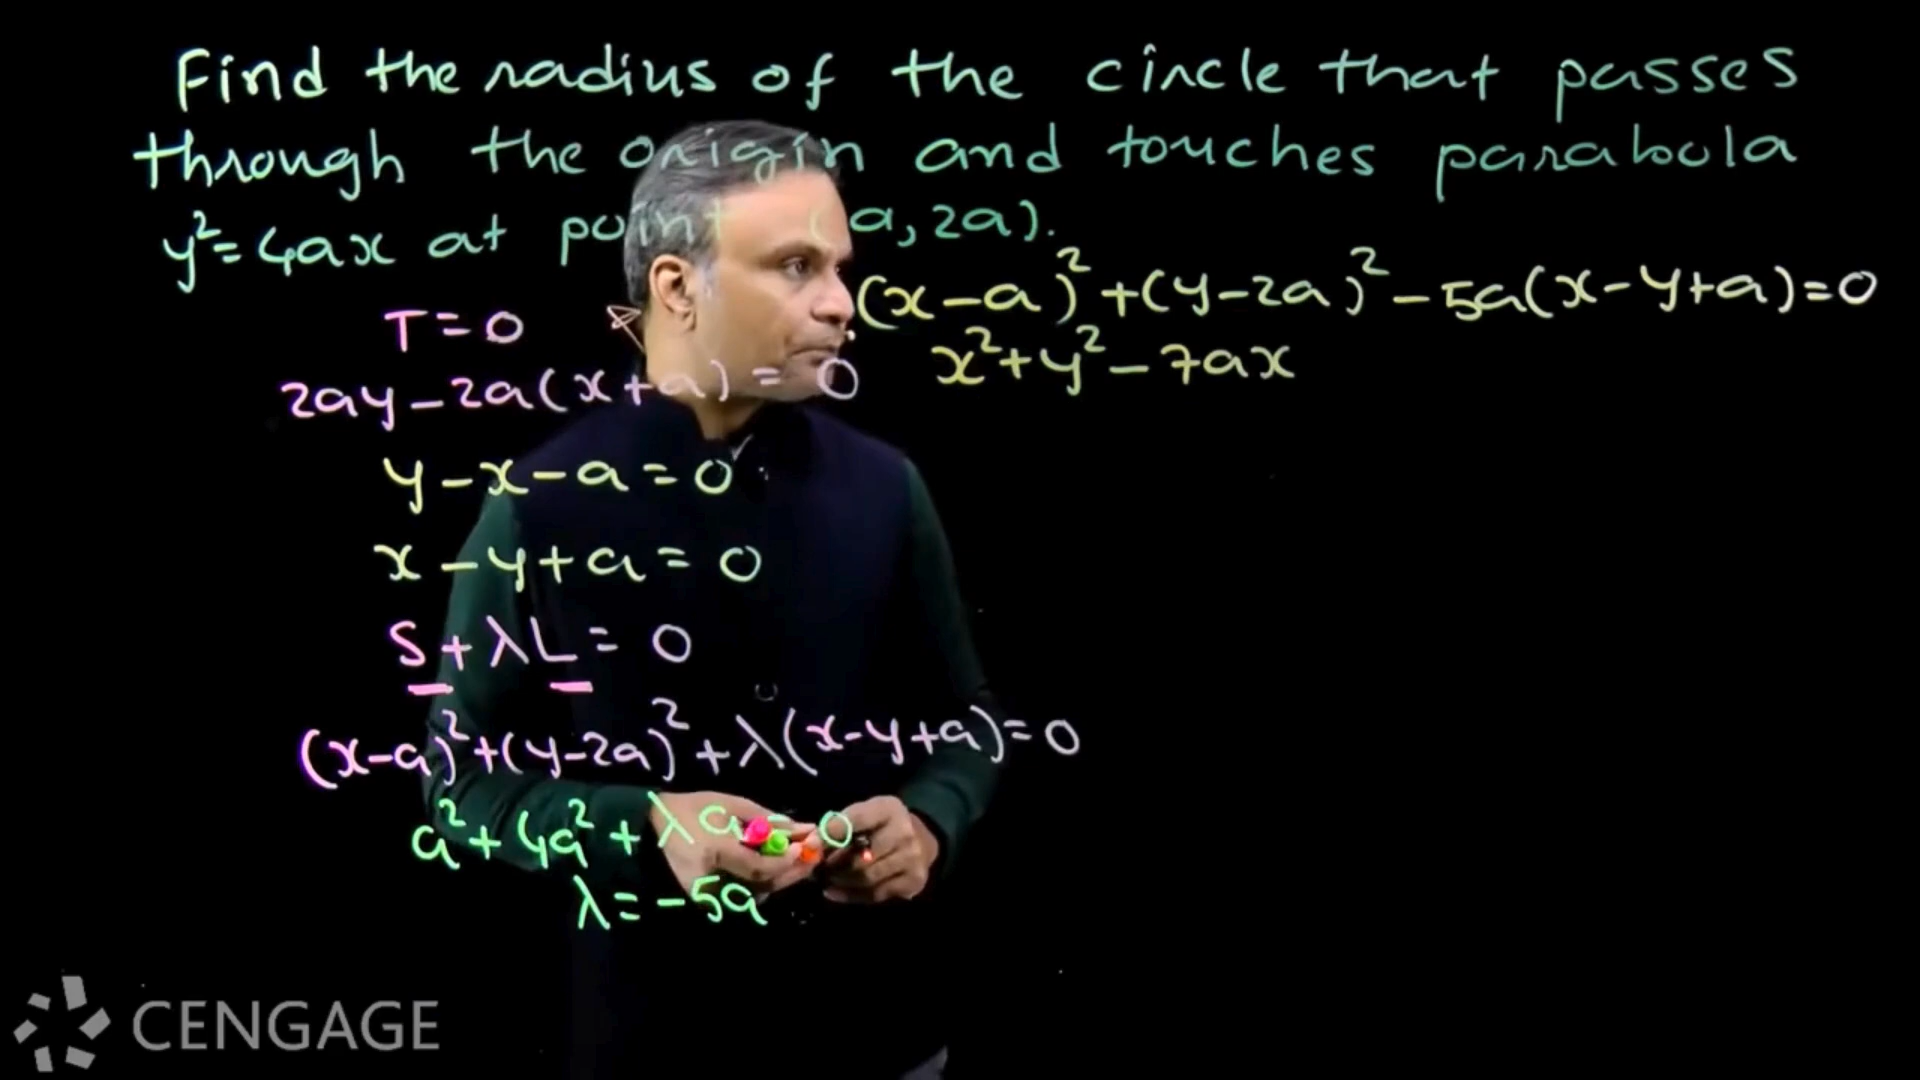 Find the radius of the circle that passes
through the origin and touches parabola
y²=4ax at point (a,2a).
T=0
2ay-2a(x+a)=0
y-x-a=0
x-y+a=0
S+λL=0
(x-a)²+(y-2a)²+λ(x-y+a)=0
a²+4a²+λa=0
λ=-5a
(x-a)²+(y-2a)²-5a(x-y+a)=0
x²+y²-7ax
CENGAGE